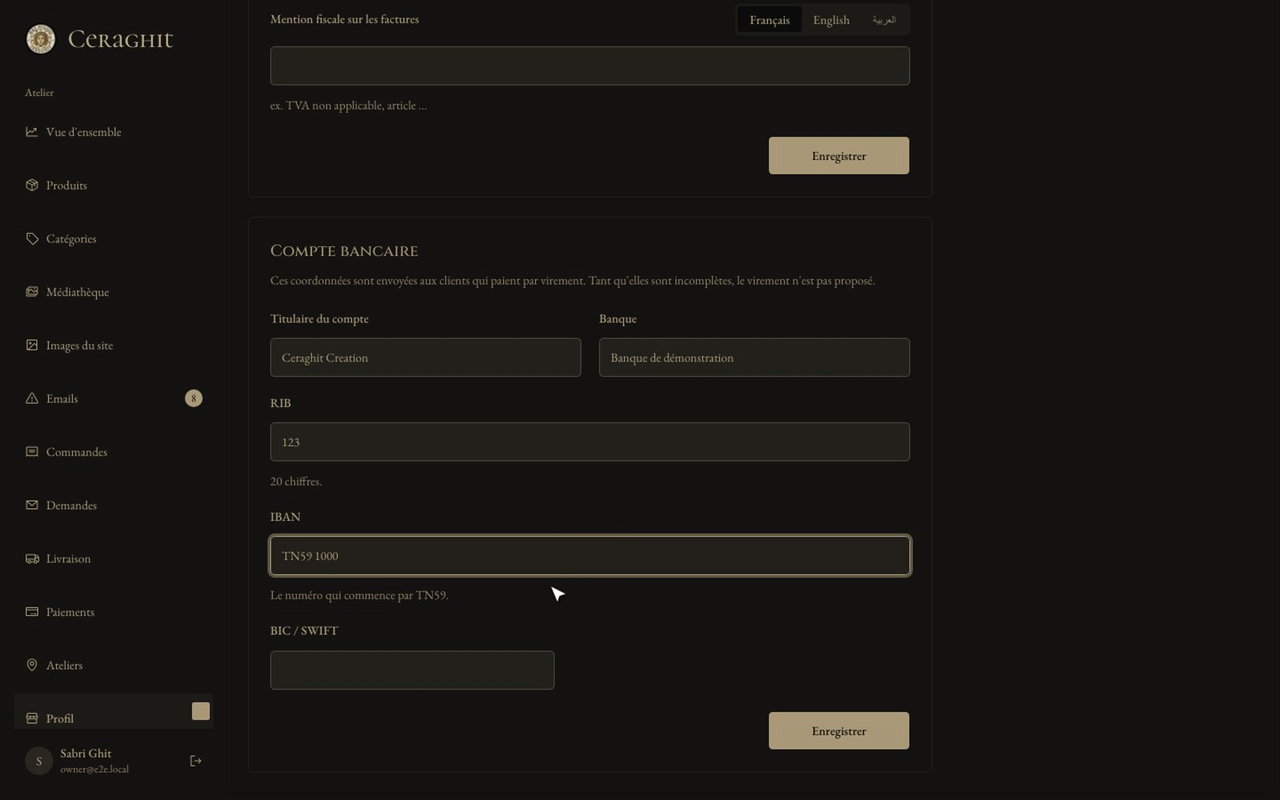 Ceraghit
Atelier
Vue d'ensemble
Produits
Catégories
Médiathèque
Images du site
Emails 8
Commandes
Demandes
Livraison
Paiements
Ateliers
Profil
S
Sabri Ghit
owner@e2e.local
Mention fiscale sur les factures
Français English العربية
ex. TVA non applicable, article ...
Enregistrer
Compte bancaire
Ces coordonnées sont envoyées aux clients qui paient par virement. Tant qu'elles sont incomplètes, le virement n'est pas proposé.
Titulaire du compte Banque
Ceraghit Creation Banque de démonstration
RIB
123
20 chiffres.
IBAN
TN59 1000
Le numéro qui commence par TN59.
BIC / SWIFT
Enregistrer